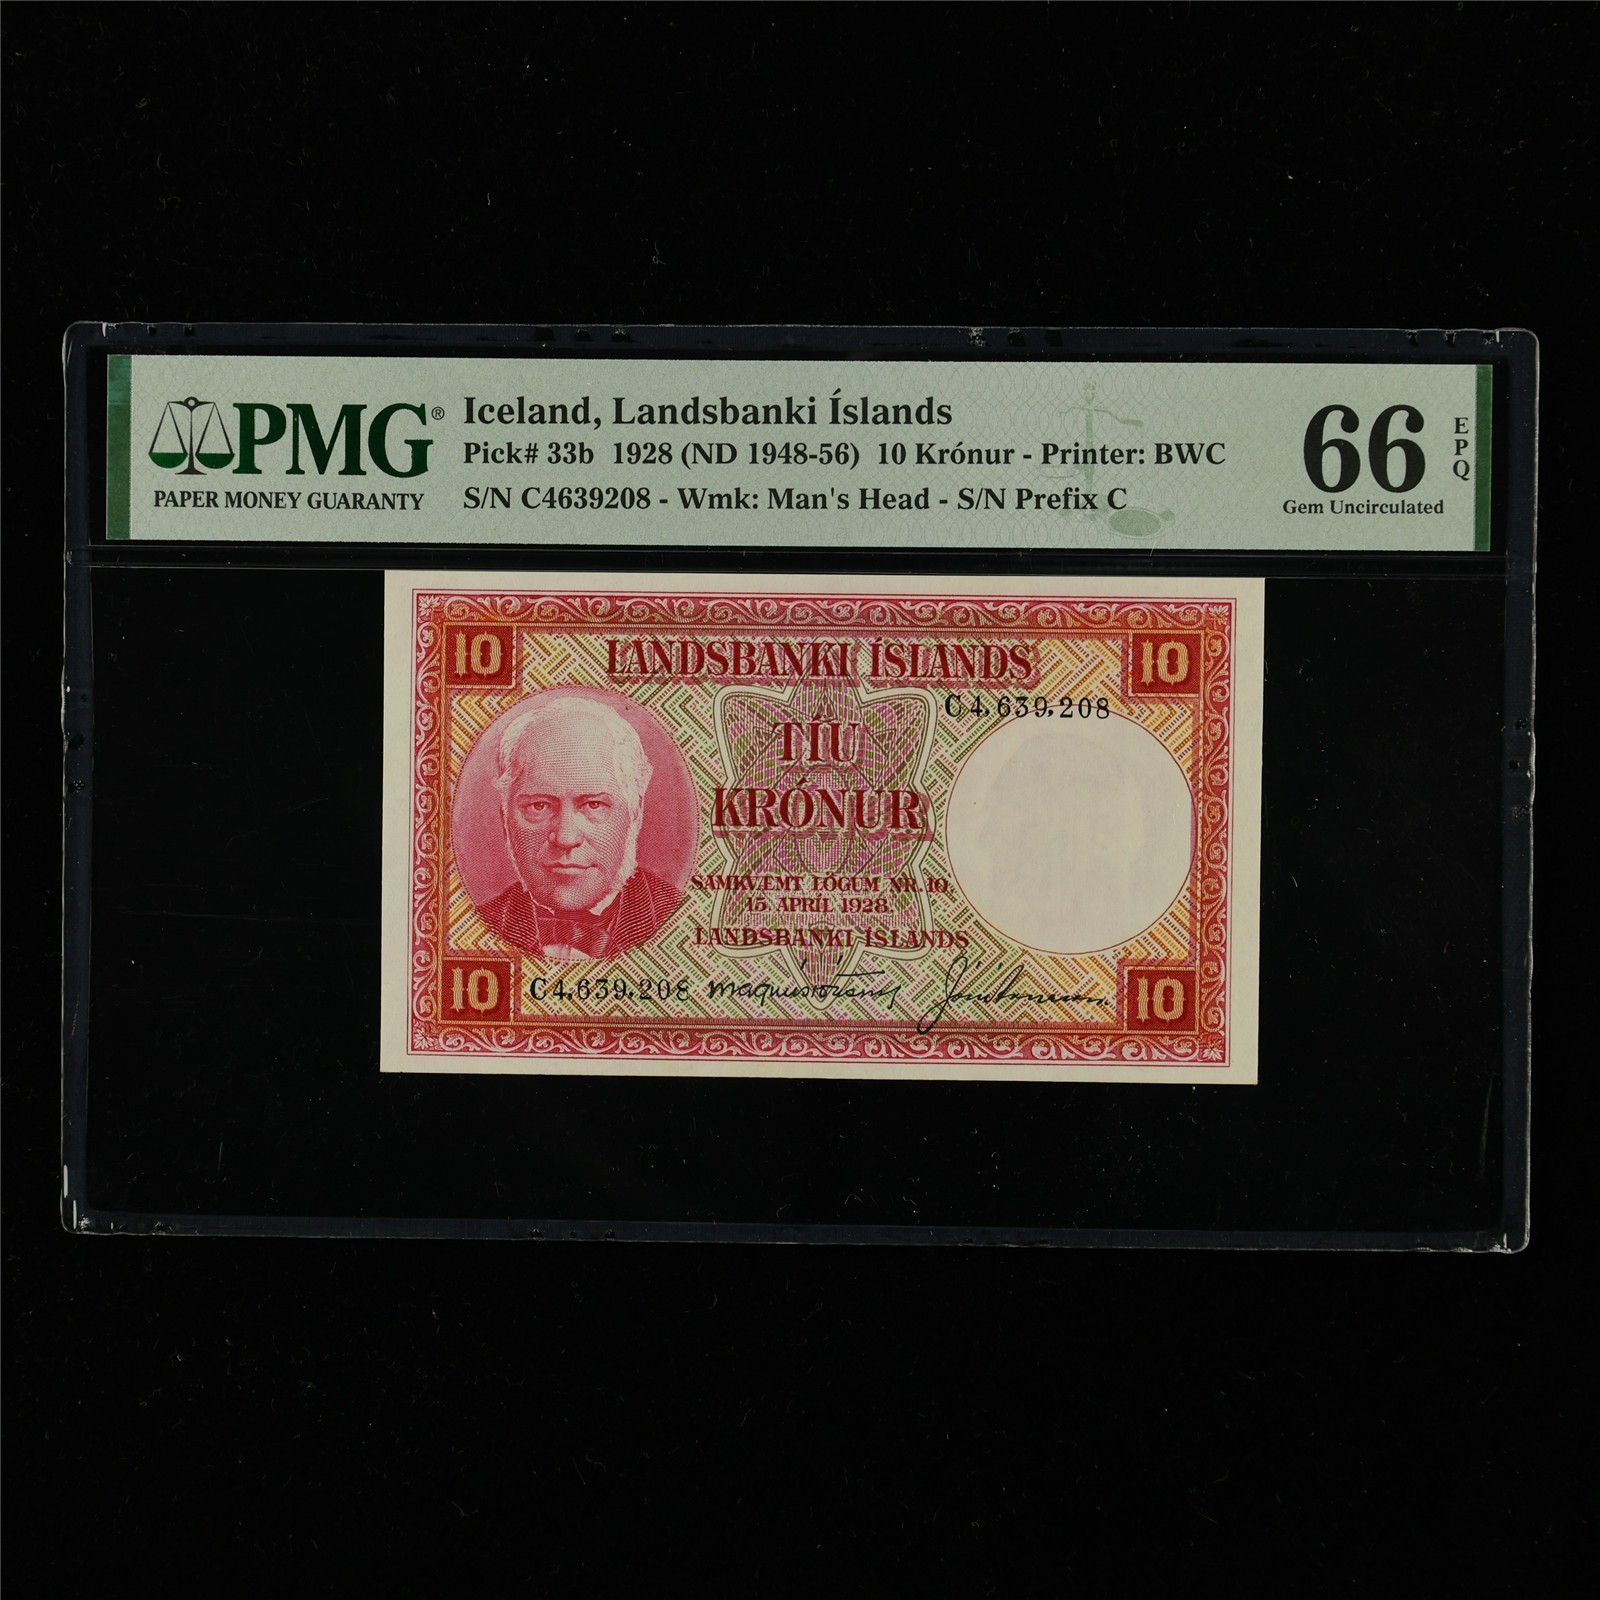 PMG®
PAPER MONEY GUARANTY
Iceland, Landsbanki Íslands
Pick# 33b 1928 (ND 1948-56) 10 Krónur - Printer: BWC
S/N C4639208 - Wmk: Man's Head - S/N Prefix C
66
EPQ
Gem Uncirculated
10
LANDSBANKI ÍSLANDS
10
C4,639,208
TÍU
KRÓNUR
SAMKVÆMT LÖGUM NR. 10,
15. APRÍL 1928.
LANDSBANKI ÍSLANDS
10
C4,639,208
10